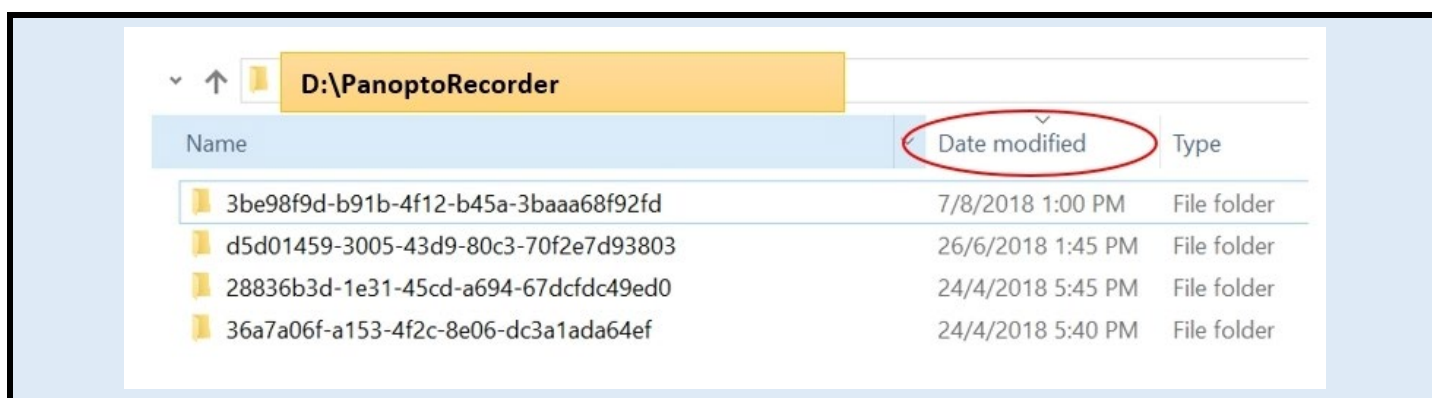 D:\PanoptoRecorder
Name Date modified Type
3be98f9d-b91b-4f12-b45a-3baaa68f92fd 7/8/2018 1:00 PM File folder
d5d01459-3005-43d9-80c3-70f2e7d93803 26/6/2018 1:45 PM File folder
28836b3d-1e31-45cd-a694-67dcfdc49ed0 24/4/2018 5:45 PM File folder
36a7a06f-a153-4f2c-8e06-dc3a1ada64ef 24/4/2018 5:40 PM File folder